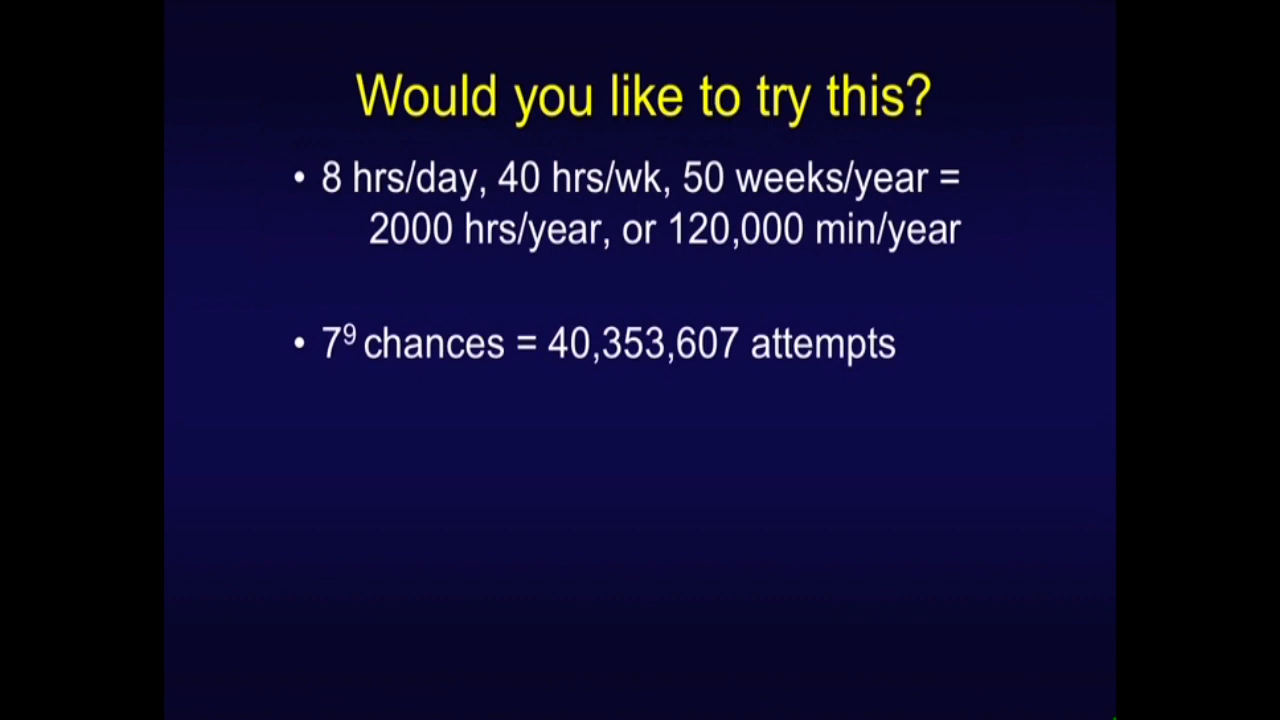 Would you like to try this?
• 8 hrs/day, 40 hrs/wk, 50 weeks/year =
2000 hrs/year, or 120,000 min/year
• 7⁹ chances = 40,353,607 attempts